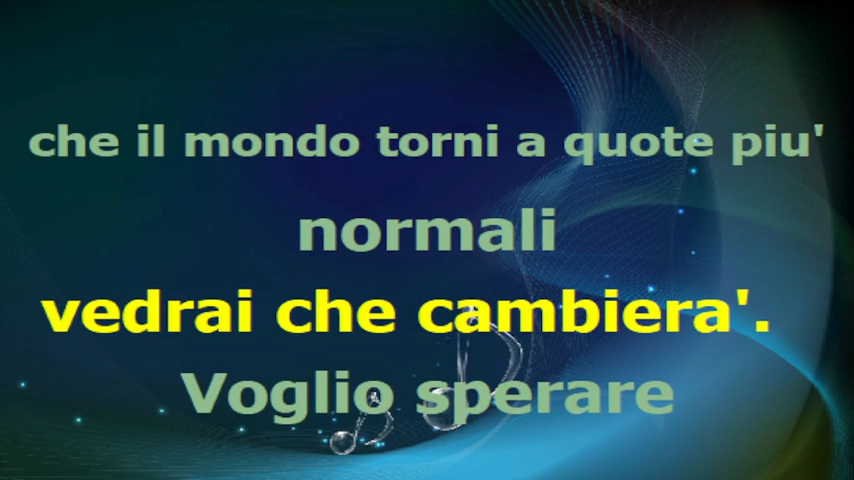 che il mondo torni a quote piu'
normali
vedrai che cambiera'.
Voglio sperare